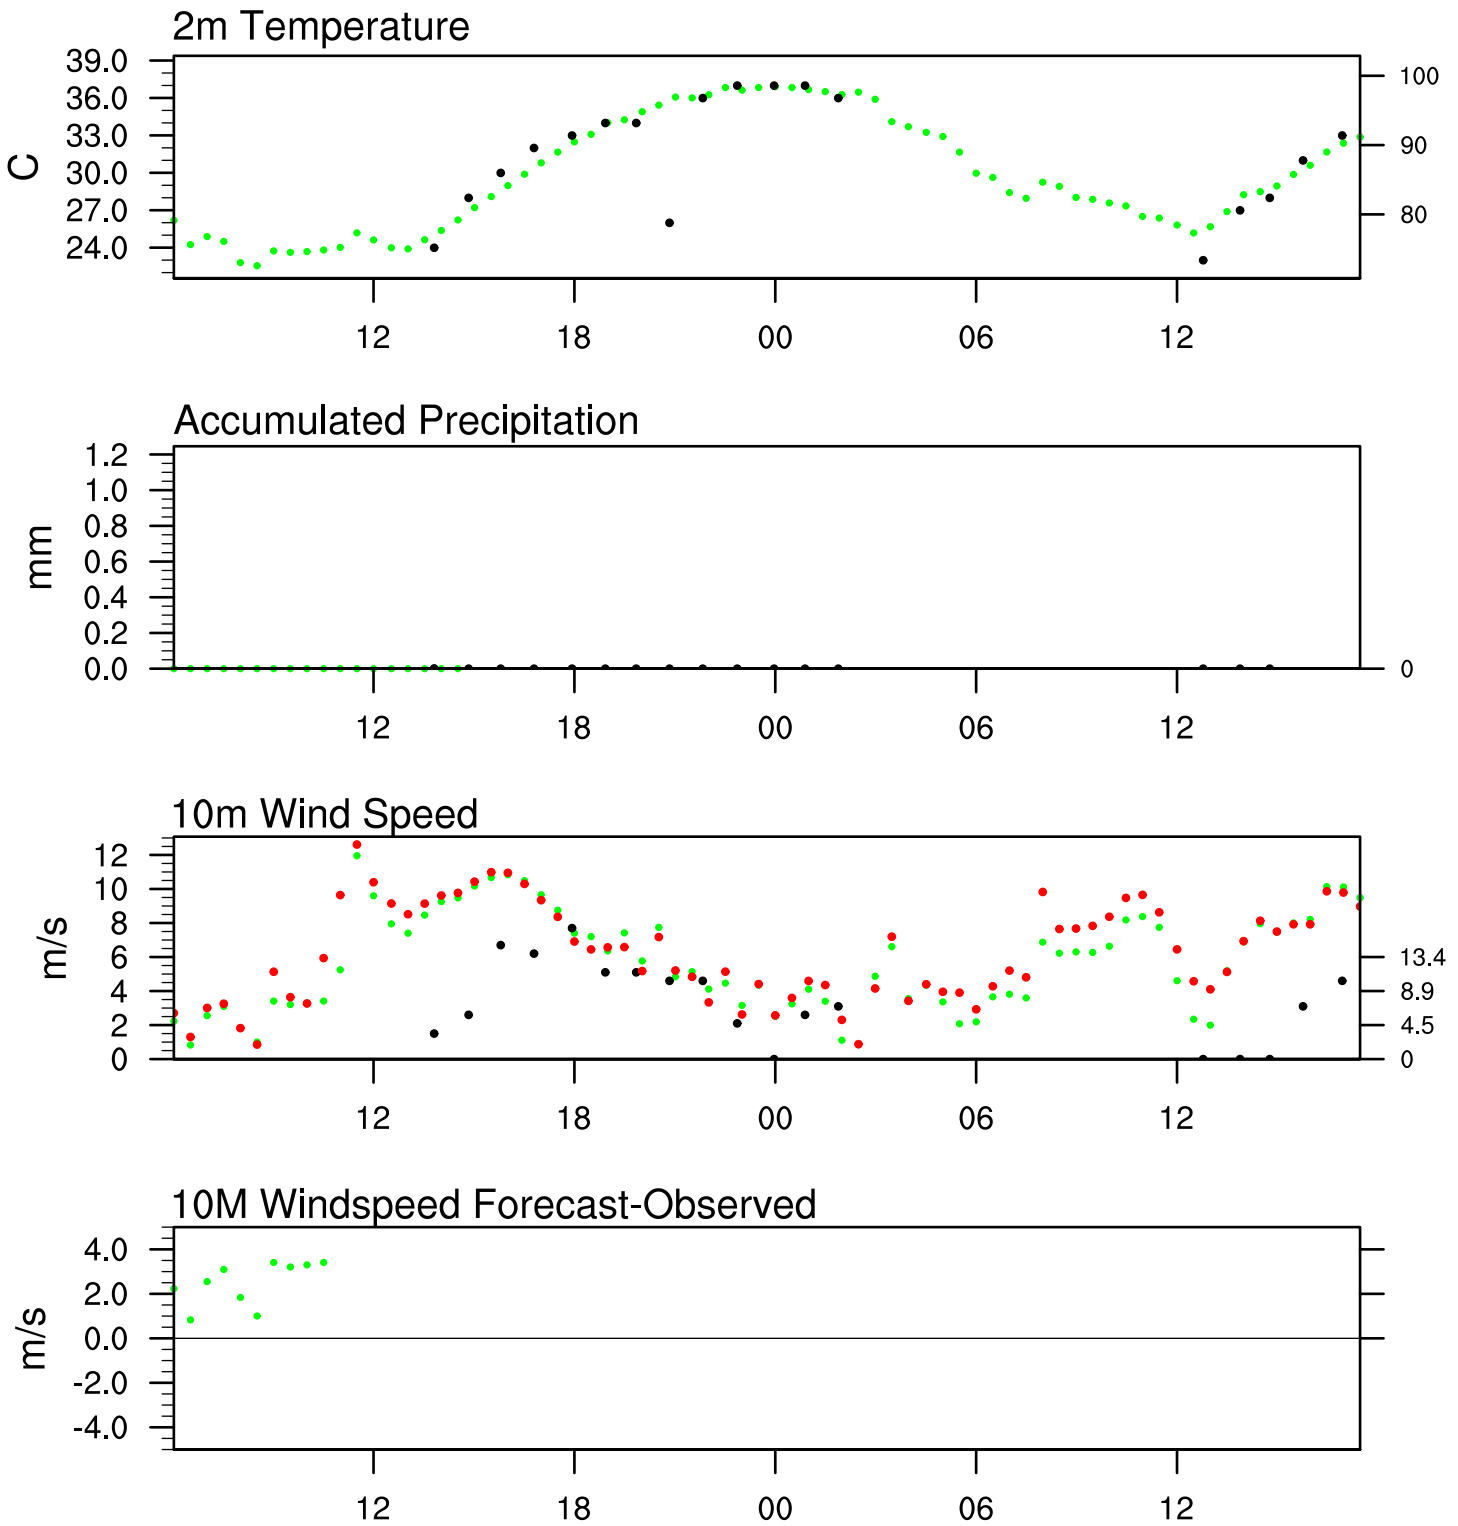 2m Temperature
39.0
36.0
33.0
30.0
27.0
24.0
C
100
90
80
12 18 00 06 12
Accumulated Precipitation
1.2
1.0
0.8
0.6
0.4
0.2
0.0
mm
0
12 18 00 06 12
10m Wind Speed
12
10
8
6
4
2
0
m/s
13.4
8.9
4.5
0
12 18 00 06 12
10M Windspeed Forecast-Observed
4.0
2.0
0.0
-2.0
-4.0
m/s
12 18 00 06 12